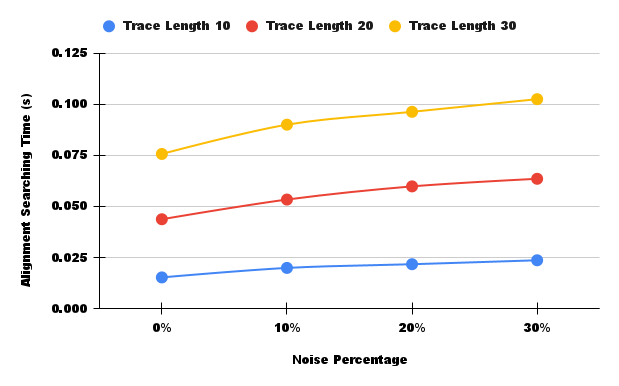 Trace Length 10 Trace Length 20 Trace Length 30
0.125
0.100
0.075
0.050
0.025
0.000
Alignment Searching Time (s)
0% 10% 20% 30%
Noise Percentage